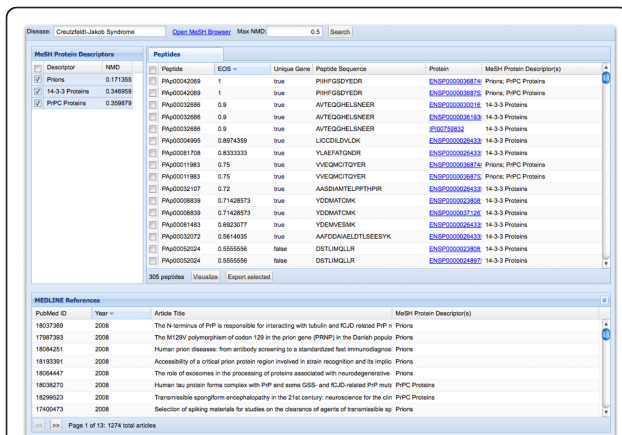 Disease: Creutzfeldt-Jakob Syndrome Open MeSH Browser Max NMD: 0.5 Search
MeSH Protein Descriptors
Descriptor NMD
Prions 0.171355
14-3-3 Proteins 0.346959
PrPC Proteins 0.359879
Peptides
Peptide EOS Unique Gene Peptide Sequence Protein MeSH Protein Descriptor(s)
PAp00042069 1 true PIIHFGSDYEDR Prions; PrPC Proteins
PAp00042069 1 true PIIHFGSDYEDR Prions; PrPC Proteins
PAp00032686 0.9 true AVTEQGHELSNEER 14-3-3 Proteins
PAp00032686 0.9 true AVTEQGHELSNEER 14-3-3 Proteins
PAp00032686 0.9 true AVTEQGHELSNEER IPI00759832 14-3-3 Proteins
PAp00004995 0.8974359 true LICCDILDVLDK 14-3-3 Proteins
PAp00081708 0.8333333 true YLAEFATGNDR 14-3-3 Proteins
PAp00011983 0.75 true VVEQMCITQYER Prions; PrPC Proteins
PAp00011983 0.75 true VVEQMCITQYER Prions; PrPC Proteins
PAp00032107 0.72 true AASDIAMTELPPTHPIR 14-3-3 Proteins
PAp00006839 0.71428573 true YDDMATCMK 14-3-3 Proteins
PAp00006839 0.71428573 true YDDMATCMK 14-3-3 Proteins
PAp00081483 0.6923077 true YDEMVESMK 14-3-3 Proteins
PAp00032072 0.5614035 true AAFDDAIAELDTLSEESYK 14-3-3 Proteins
PAp00052024 0.5555556 false DSTLIMQLLR 14-3-3 Proteins
PAp00052024 0.5555556 false DSTLIMQLLR 14-3-3 Proteins
305 peptides Visualize Export selected
MEDLINE References
PubMed ID Year Article Title MeSH Protein Descriptor(s)
18037369 2008 The N-terminus of PrP is responsible for interacting with tubulin and fCJD related PrP n Prions
17987393 2008 The M129V polymorphism of codon 129 in the prion gene (PRNP) in the Danish popula Prions
18084251 2008 Human prion diseases: from antibody screening to a standardized fast immunodiagnosi Prions
18193391 2008 Accessibility of a critical prion protein region involved in strain recognition and its implic Prions
18064447 2008 The role of exosomes in the processing of proteins associated with neurodegenerative Prions
18038270 2008 Human tau protein forms complex with PrP and some GSS- and fCJD-related PrP muta PrPC Proteins
18299523 2008 Transmissible spongiform encephalopathy in the 21st century: neuroscience for the clin PrPC Proteins
17400473 2008 Selection of spiking materials for studies on the clearance of agents of transmissible sp Prions
<< >> Page 1 of 13: 1274 total articles